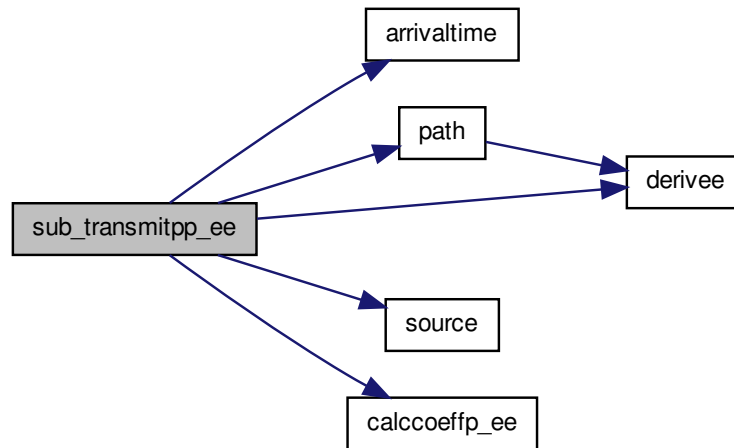 arrivaltime
path
derivee
sub_transmitpp_ee
source
calccoeffp_ee